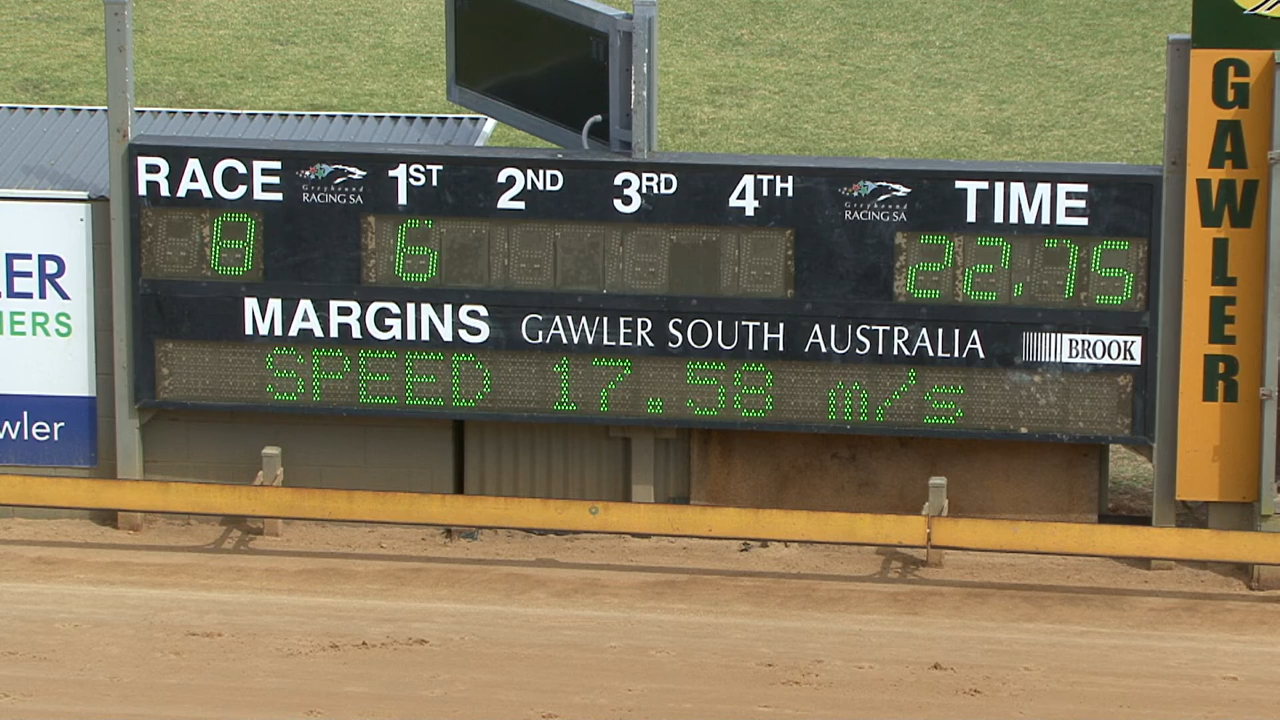 RACE
Greyhound
RACING SA
1ST
2ND
3RD
4TH
Greyhound
RACING SA
TIME
8
6
22.75
MARGINS
GAWLER SOUTH AUSTRALIA
BROOK
SPEED 17.58 m/s
GAWLER
ER
ERS
wler